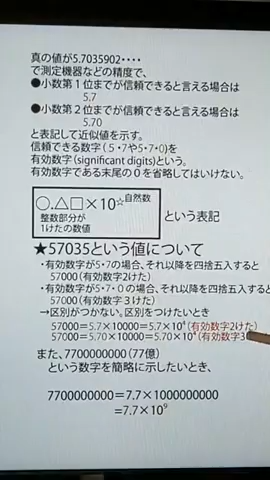 真の値が5.7035902・・・・
で測定機器などの精度で、
●小数第1位までが信頼できると言える場合は
5.7
●小数第2位までが信頼できると言える場合は
5.70
と表記して近似値を示す。
信頼できる数字（5・7や5・7・0)を
有効数字(significant digits)という。
有効数字である末尾の０を省略してはいけない。
○.△□×10☆自然数
整数部分が
1けたの数値
という表記
★57035という値について
・有効数字が5・7の場合、それ以降を四捨五入すると
57000（有効数字2けた）
・有効数字が5・7・0の場合、それ以降を四捨五入すると
57000（有効数字３けた）
→区別がつかない。区別をつけたいとき
57000=5.7×10000=5.7×10⁴(有効数字2けた)
57000=5.70×10000=5.70×10⁴(有効数字3
また、7700000000（77億）
という数字を簡略に示したいとき、
7700000000=7.7×1000000000
=7.7×10⁹